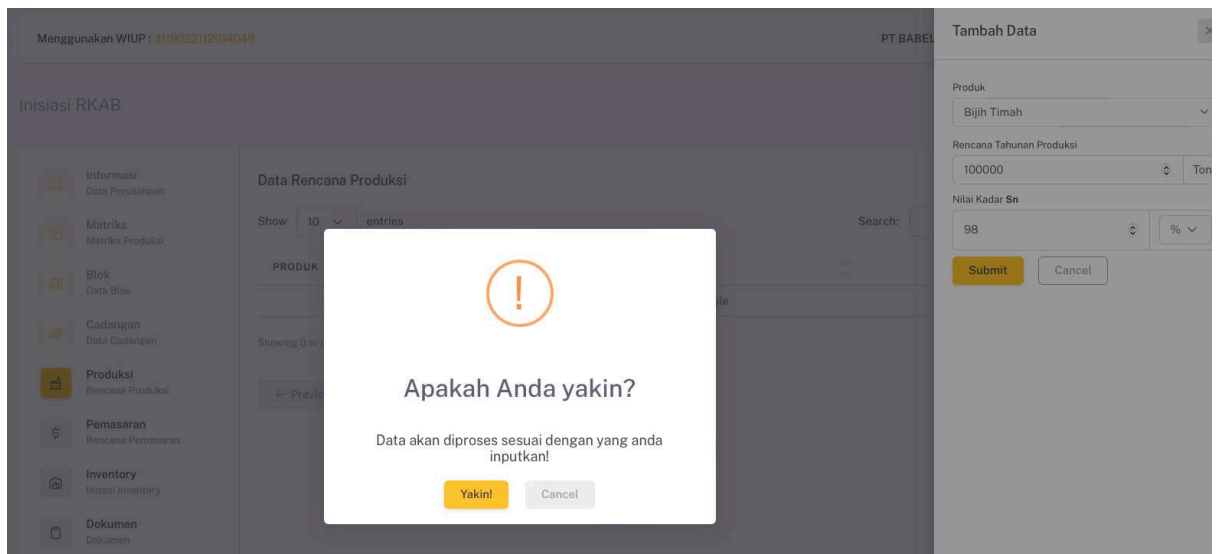 Menggunakan WIUP : 3119022112014049
PT BABEL
Inisiasi RKAB
Informasi
Data Perusahaan
Matriks
Matriks Produksi
Blok
Data Blok
Cadangan
Data Cadangan
Produksi
Rencana Produksi
Pemasaran
Rencana Pemasaran
Inventory
Inisiasi Inventory
Dokumen
Dokumen
Data Rencana Produksi
Show 10 entries
Search:
PRODUK
Showing 0 to
← Previo
Apakah Anda yakin?
Data akan diproses sesuai dengan yang anda
inputkan!
Yakin! Cancel
Tambah Data
Produk
Bijih Timah
Rencana Tahunan Produksi
100000 Ton
Nilai Kadar Sn
98 %
Submit Cancel